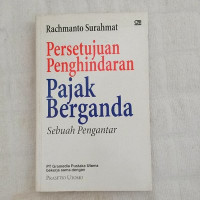 Rachmanto Surahmat
Persetujuan
Penghindaran
Pajak
Berganda
Sebuah Pengantar
PT Gramedia Pustaka Utama
bekerja sama dengan